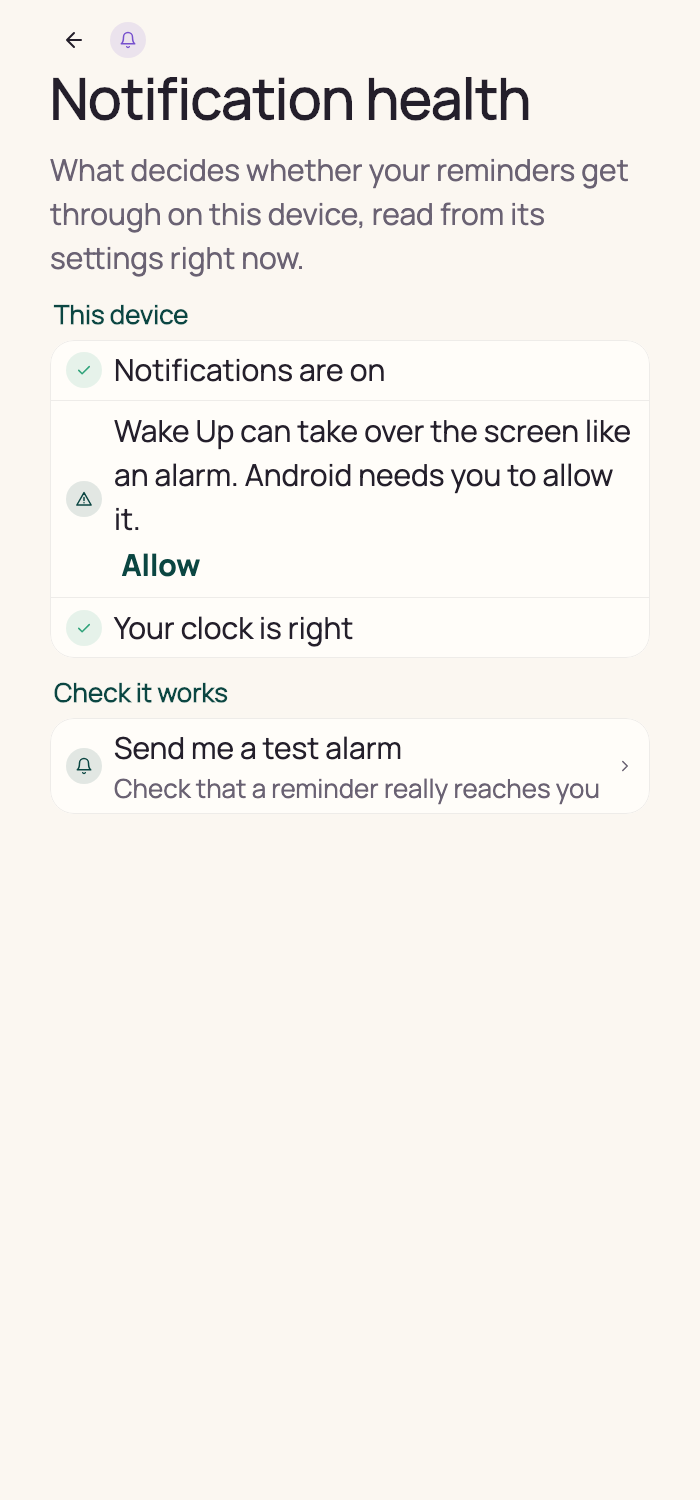 Notification health
What decides whether your reminders get
through on this device, read from its
settings right now.
This device
Notifications are on
Wake Up can take over the screen like
an alarm. Android needs you to allow
it.
Allow
Your clock is right
Check it works
Send me a test alarm
Check that a reminder really reaches you